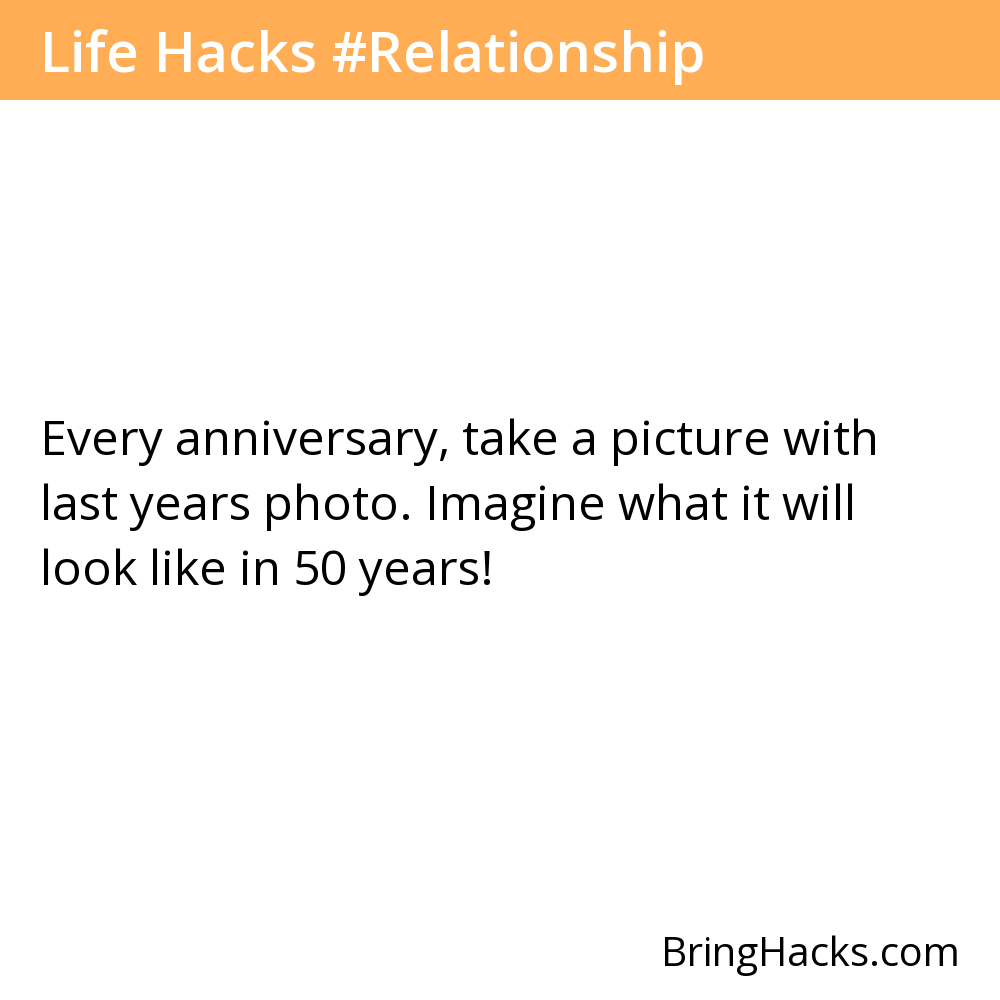 Life Hacks #Relationship
Every anniversary, take a picture with
last years photo. Imagine what it will
look like in 50 years!
BringHacks.com